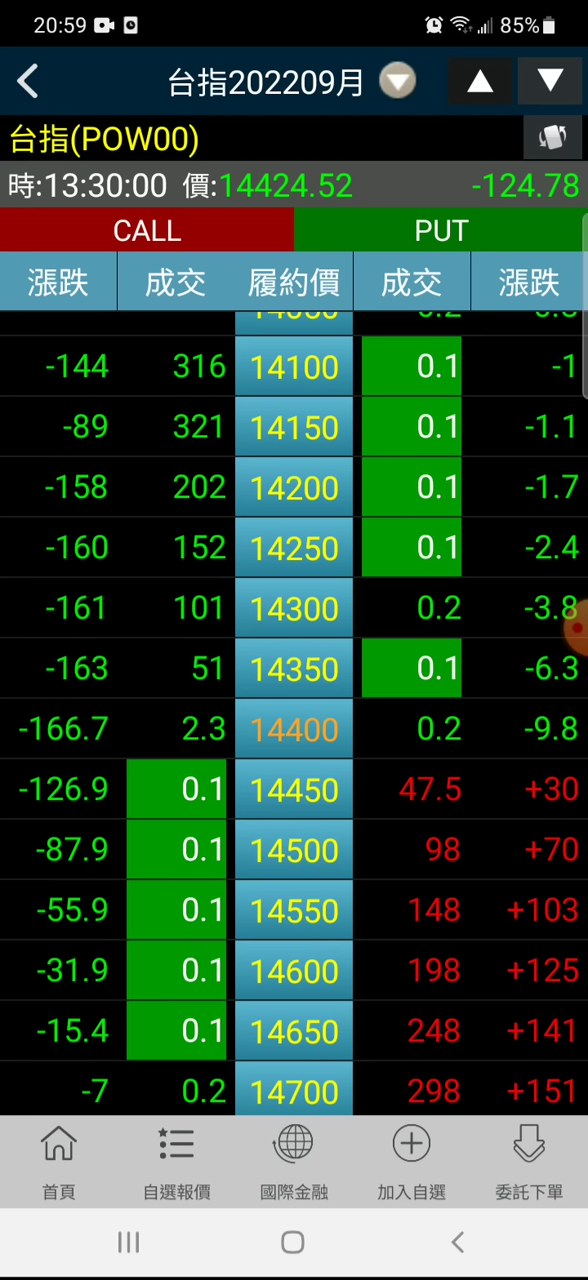 20:59 85%
台指202209月
台指(POW00)
時:13:30:00 價:14424.52 -124.78
CALL PUT
漲跌 成交 履約價 成交 漲跌
-144 316 14100 0.1 -1
-89 321 14150 0.1 -1.1
-158 202 14200 0.1 -1.7
-160 152 14250 0.1 -2.4
-161 101 14300 0.2 -3.8
-163 51 14350 0.1 -6.3
-166.7 2.3 14400 0.2 -9.8
-126.9 0.1 14450 47.5 +30
-87.9 0.1 14500 98 +70
-55.9 0.1 14550 148 +103
-31.9 0.1 14600 198 +125
-15.4 0.1 14650 248 +141
-7 0.2 14700 298 +151
首頁 自選報價 國際金融 加入自選 委託下單